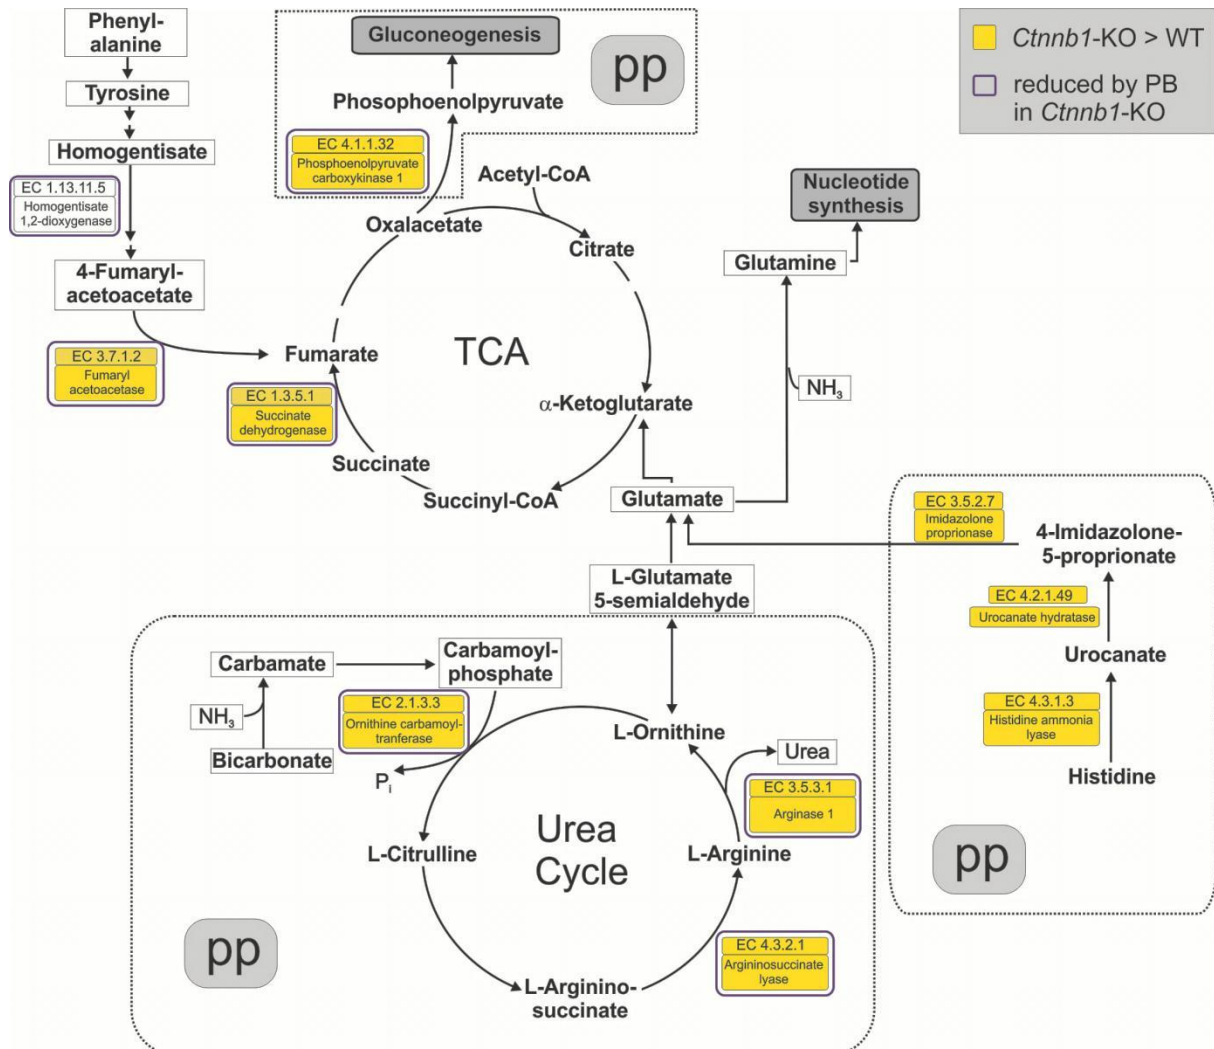 Phenyl-
alanine
Tyrosine
Homogentisate
EC 1.13.11.5
Homogentisate
1,2-dioxygenase
4-Fumaryl-
acetoacetate
EC 3.7.1.2
Fumaryl
acetoacetase
Gluconeogenesis
pp
Phosophoenolpyruvate
EC 4.1.1.32
Phosphoenolpyruvate
carboxykinase 1
Ctnnb1-KO > WT
reduced by PB
in Ctnnb1-KO
Acetyl-CoA
Oxalacetate
Citrate
TCA
Fumarate
EC 1.3.5.1
Succinate
dehydrogenase
α-Ketoglutarate
Succinate
Succinyl-CoA
Nucleotide
synthesis
Glutamine
NH₃
Glutamate
L-Glutamate
5-semialdehyde
EC 3.5.2.7
Imidazolone
proprionase
4-Imidazolone-
5-proprionate
EC 4.2.1.49
Urocanate hydratase
Urocanate
EC 4.3.1.3
Histidine ammonia
lyase
Histidine
pp
Carbamate
Carbamoyl-
phosphate
NH₃
Bicarbonate
EC 2.1.3.3
Ornithine carbamoyl-
tranferase
Pᵢ
L-Ornithine
Urea
EC 3.5.3.1
Arginase 1
Urea
Cycle
L-Citrulline
L-Arginine
pp
EC 4.3.2.1
Argininosuccinate
lyase
L-Arginino-
succinate